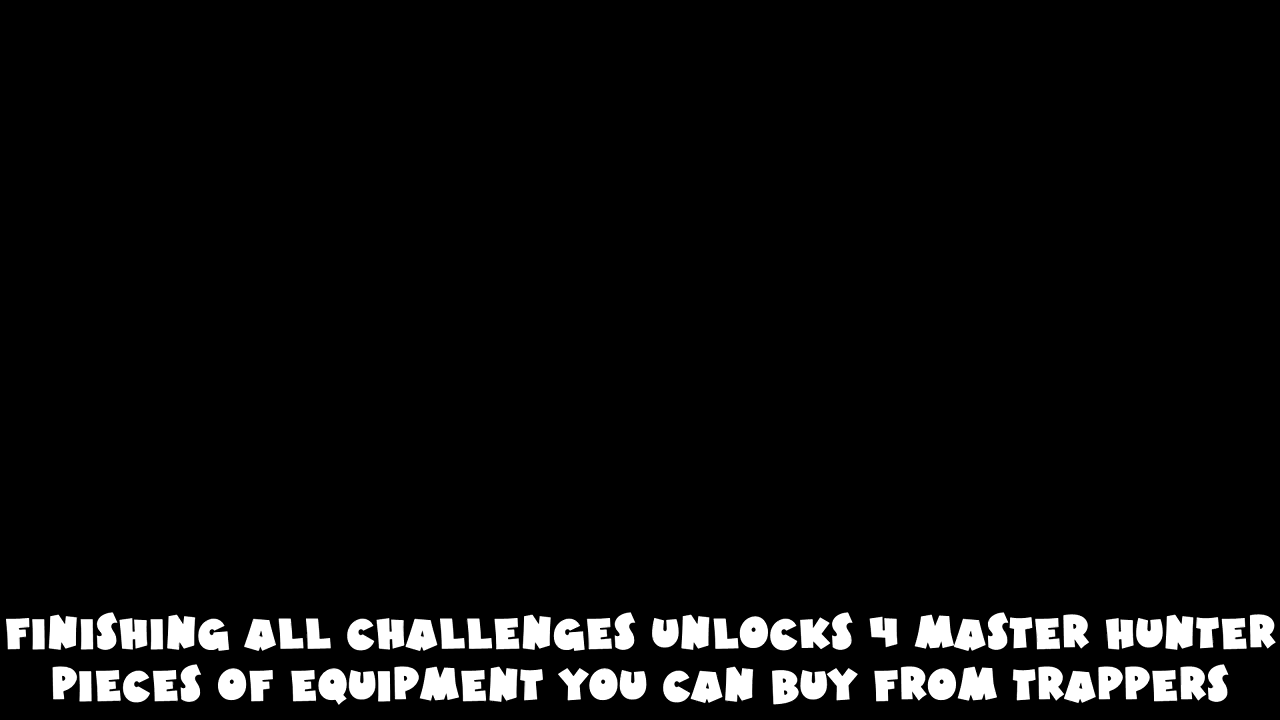 FINISHING ALL CHALLENGES UNLOCKS 4 MASTER HUNTER
PIECES OF EQUIPMENT YOU CAN BUY FROM TRAPPERS